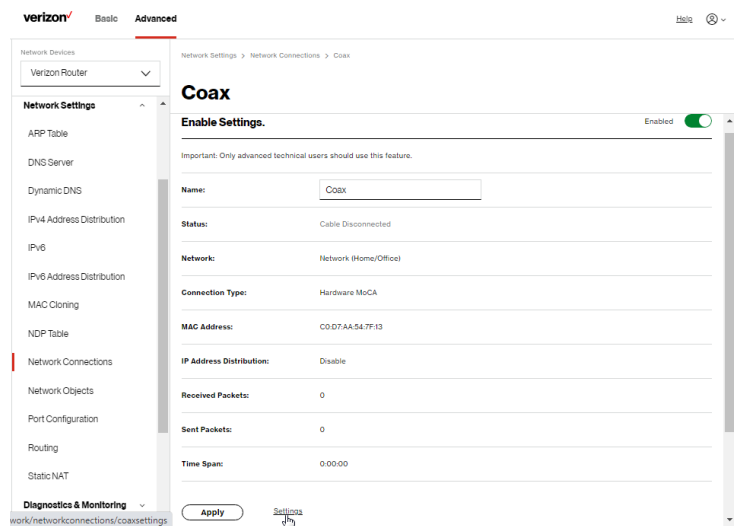 verizon✓ Basic Advanced Help
Network Devices
Verizon Router
Network Settings > Network Connections > Coax
Coax
Network Settings
ARP Table
DNS Server
Dynamic DNS
IPv4 Address Distribution
IPv6
IPv6 Address Distribution
MAC Cloning
NDP Table
Network Connections
Network Objects
Port Configuration
Routing
Static NAT
Diagnostics & Monitoring
work/networkconnections/coaxsettings
Enable Settings. Enabled
Important: Only advanced technical users should use this feature.
Name: Coax
Status: Cable Disconnected
Network: Network (Home/Office)
Connection Type: Hardware MoCA
MAC Address: C0:D7:AA:54:7F:13
IP Address Distribution: Disable
Received Packets: 0
Sent Packets: 0
Time Span: 0:00:00
Apply Settings